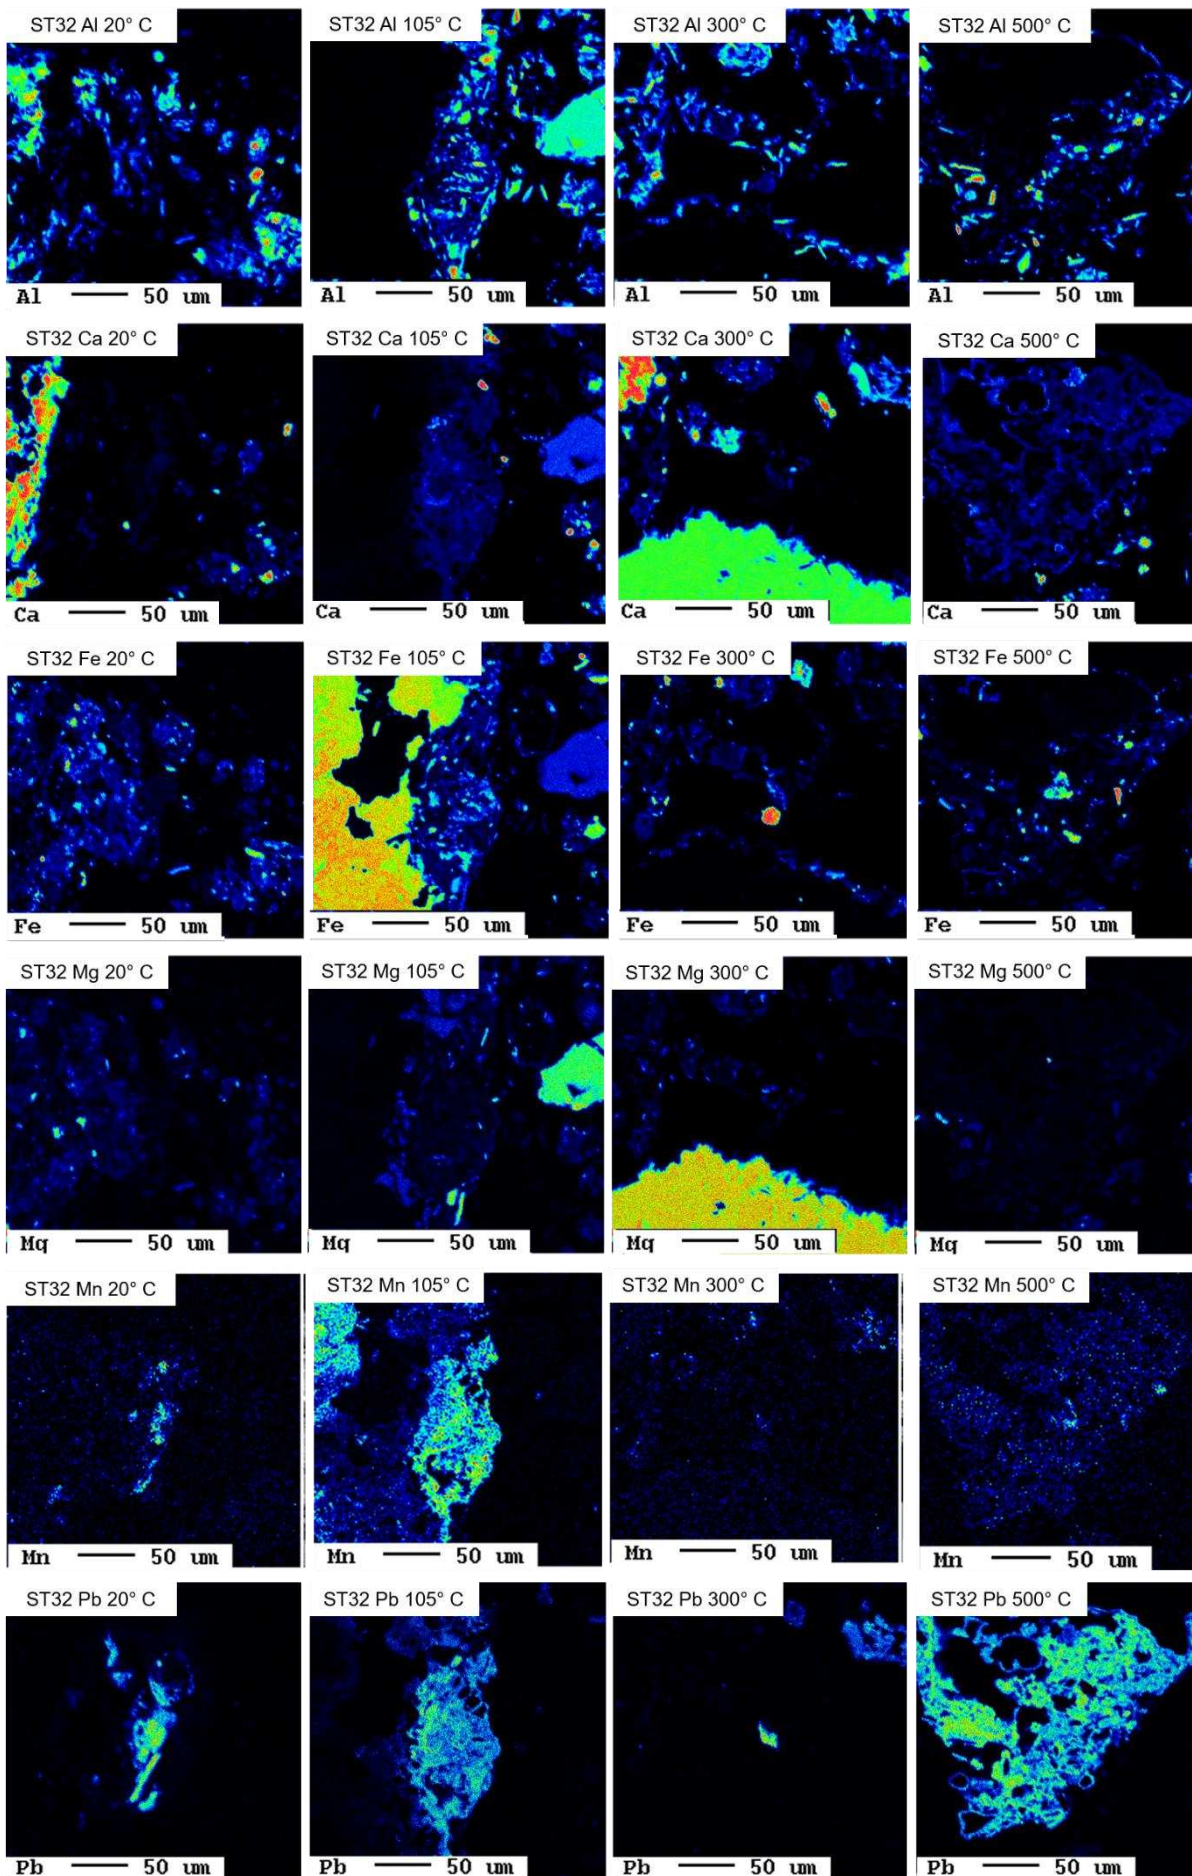 ST32 Al 20° C
ST32 Al 105° C
ST32 Al 300° C
ST32 Al 500° C
Al 50 um
Al 50 um
Al 50 um
Al 50 um
ST32 Ca 20° C
ST32 Ca 105° C
ST32 Ca 300° C
ST32 Ca 500° C
Ca 50 um
Ca 50 um
Ca 50 um
Ca 50 um
ST32 Fe 20° C
ST32 Fe 105° C
ST32 Fe 300° C
ST32 Fe 500° C
Fe 50 um
Fe 50 um
Fe 50 um
Fe 50 um
ST32 Mg 20° C
ST32 Mg 105° C
ST32 Mg 300° C
ST32 Mg 500° C
Mg 50 um
Mg 50 um
Mg 50 um
Mg 50 um
ST32 Mn 20° C
ST32 Mn 105° C
ST32 Mn 300° C
ST32 Mn 500° C
Mn 50 um
Mn 50 um
Mn 50 um
Mn 50 um
ST32 Pb 20° C
ST32 Pb 105° C
ST32 Pb 300° C
ST32 Pb 500° C
Pb 50 um
Pb 50 um
Pb 50 um
Pb 50 um